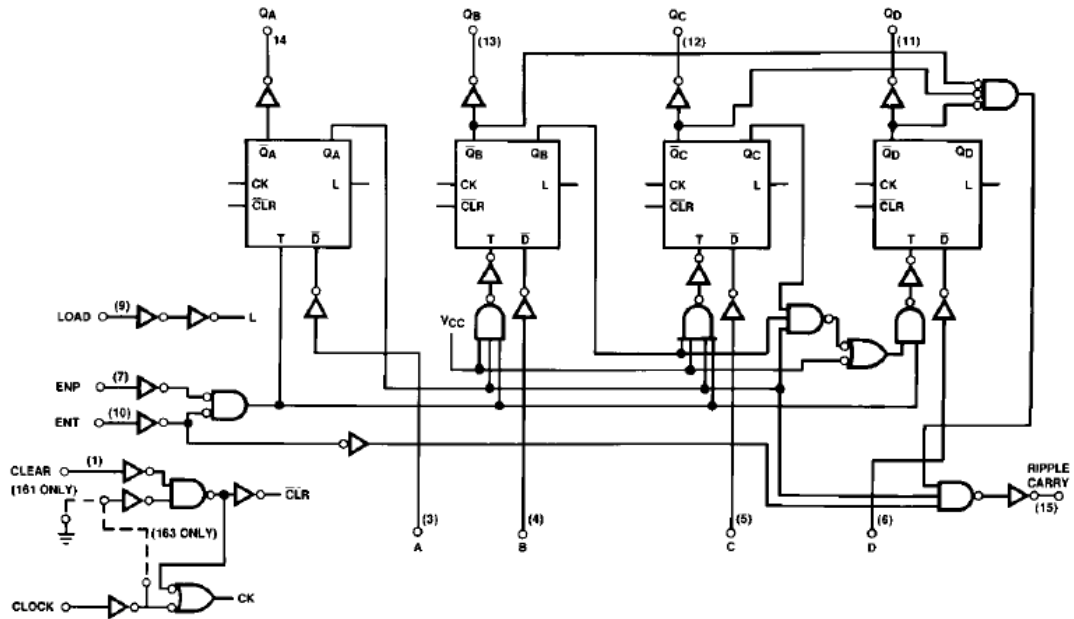 QA QB QC QD
14 (13) (12) (11)
Q̅A QA Q̅B QB Q̅C QC Q̅D QD
CK L CK L CK L CK L
C̅L̅R̅ C̅L̅R̅ C̅L̅R̅ C̅L̅R̅
T D̅ T D̅ T D̅ T D̅
LOAD (9) L
VCC
ENP (7)
ENT (10)
CLEAR (1)
(161 ONLY)
C̅L̅R̅
(163 ONLY)
RIPPLE
CARRY
(15)
(3) (4) (5) (6)
A B C D
CLOCK CK